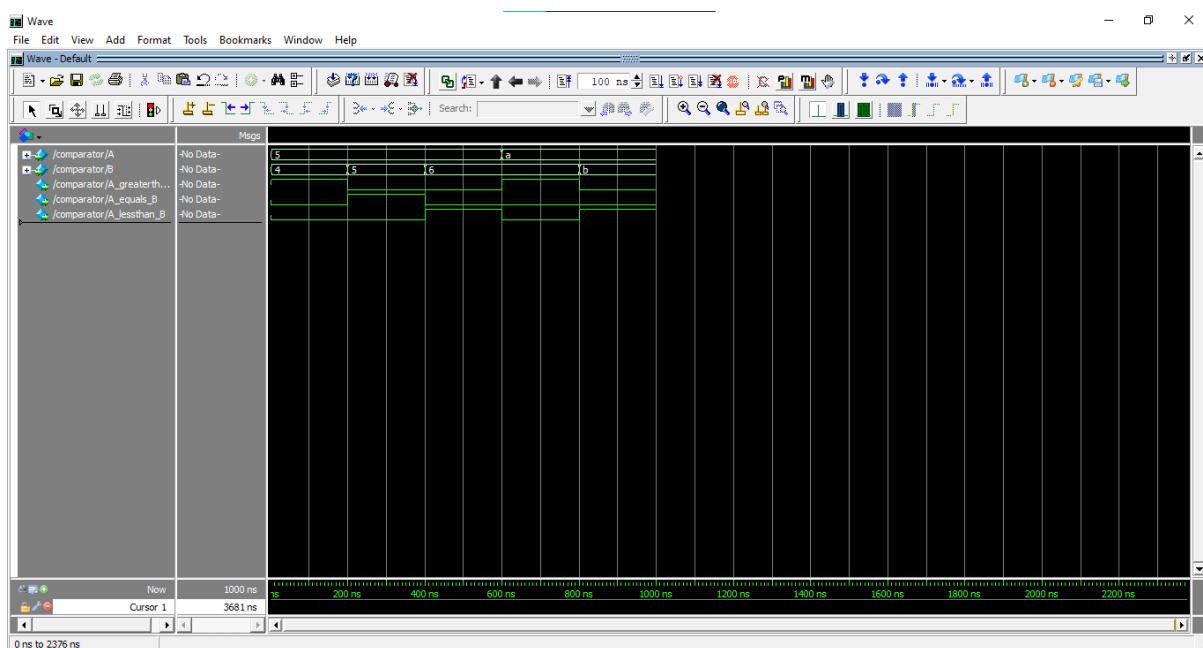 Wave
File Edit View Add Format Tools Bookmarks Window Help
Wave - Default
100 ns
Search:
Msgs
/comparator/A -No Data- 5 a
/comparator/B -No Data- 4 5 6 b
/comparator/A_greaterth... -No Data-
/comparator/A_equals_B -No Data-
/comparator/A_lessthan_B -No Data-
Now 1000 ns ns 200 ns 400 ns 600 ns 800 ns 1000 ns 1200 ns 1400 ns 1600 ns 1800 ns 2000 ns 2200 ns
Cursor 1 3681 ns
0 ns to 2376 ns